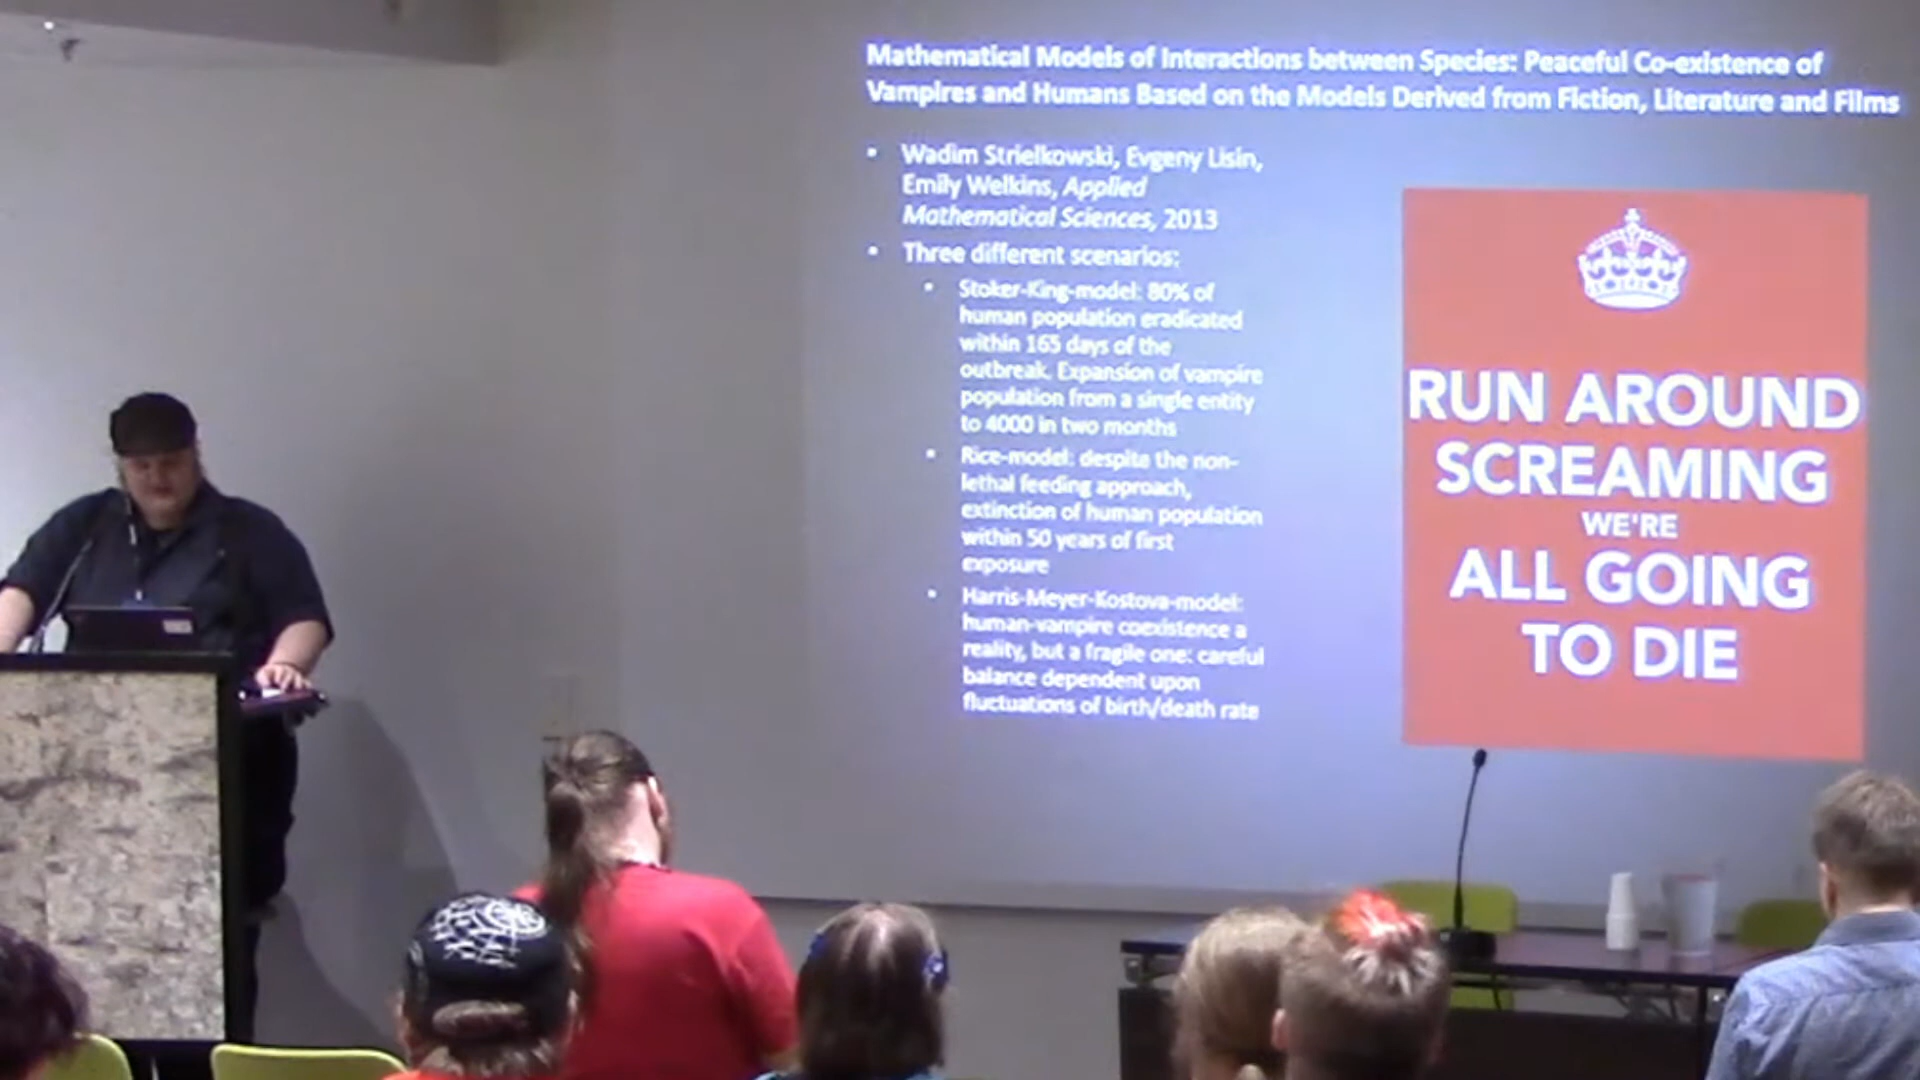 Mathematical Models of Interactions between Species: Peaceful Co-existence of
Vampires and Humans Based on the Models Derived from Fiction, Literature and Films
• Wadim Strielkowski, Evgeny Lisin,
Emily Welkins, Applied
Mathematical Sciences, 2013
• Three different scenarios:
• Stoker-King-model: 80% of
human population eradicated
within 165 days of the
outbreak. Expansion of vampire
population from a single entity
to 4000 in two months
• Rice-model: despite the non-
lethal feeding approach,
extinction of human population
within 50 years of first
exposure
• Harris-Meyer-Kostova-model:
human-vampire coexistence a
reality, but a fragile one: careful
balance dependent upon
fluctuations of birth/death rate
RUN AROUND
SCREAMING
WE'RE
ALL GOING
TO DIE